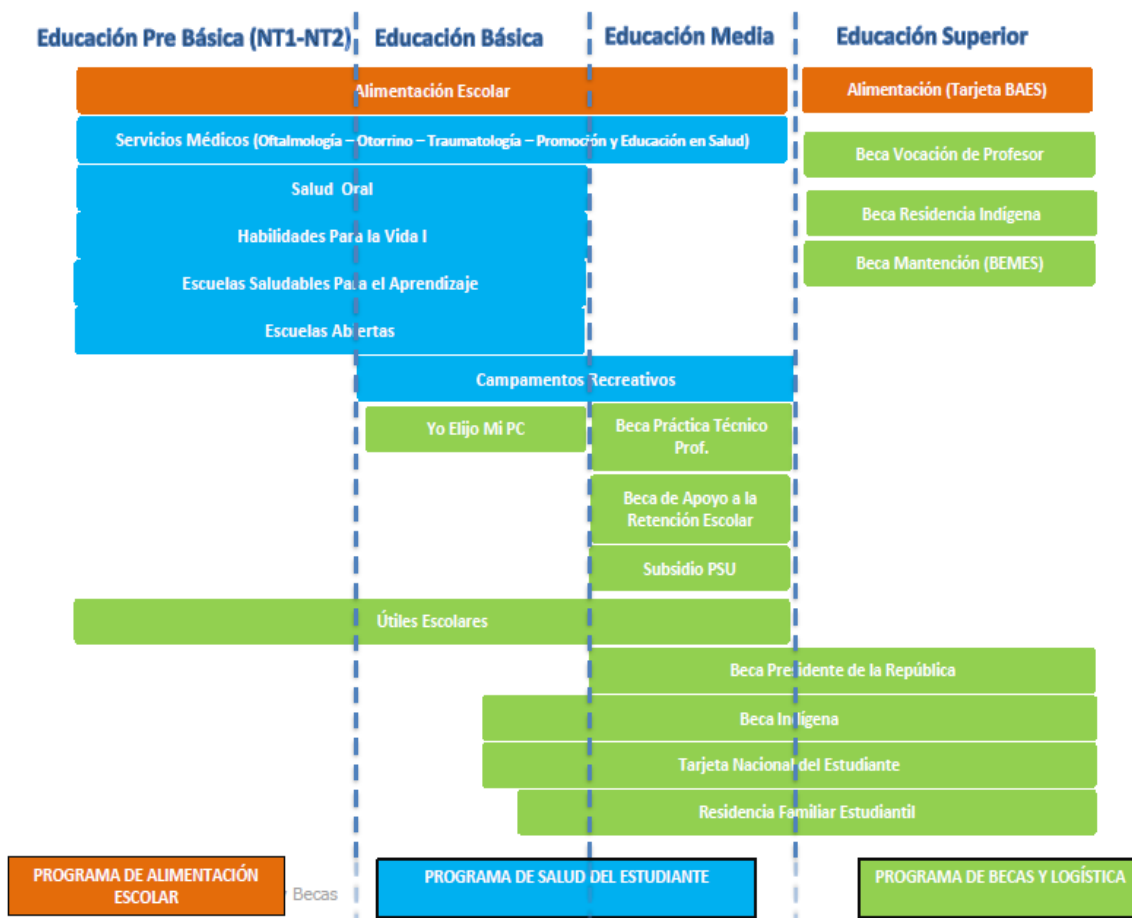 Educación Pre Básica (NT1-NT2)
Educación Básica
Educación Media
Educación Superior
Alimentación Escolar
Alimentación (Tarjeta BAES)
Servicios Médicos (Oftalmología – Otorrino – Traumatología – Promoción y Educación en Salud)
Beca Vocación de Profesor
Salud Oral
Beca Residencia Indígena
Habilidades Para la Vida I
Beca Mantención (BEMES)
Escuelas Saludables Para el Aprendizaje
Escuelas Abiertas
Campamentos Recreativos
Yo Elijo Mi PC
Beca Práctica Técnico
Prof.
Beca de Apoyo a la
Retención Escolar
Subsidio PSU
Útiles Escolares
Beca Presidente de la República
Beca Indígena
Tarjeta Nacional del Estudiante
Residencia Familiar Estudiantil
PROGRAMA DE ALIMENTACIÓN
ESCOLAR
Becas
PROGRAMA DE SALUD DEL ESTUDIANTE
PROGRAMA DE BECAS Y LOGÍSTICA